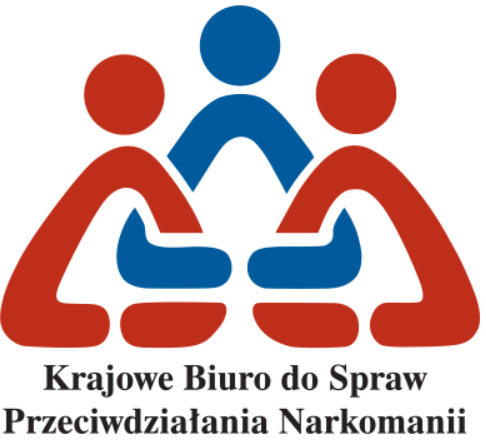 Krajowe Biuro do Spraw
Przeciwdziałania Narkomanii